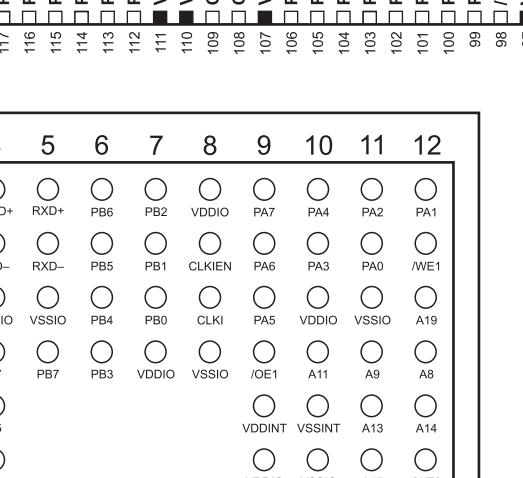 117 116 115 114 113 112 111 110 109 108 107 106 105 104 103 102 101 100 99 98
5 6 7 8 9 10 11 12
RXD+ PB6 PB2 VDDIO PA7 PA4 PA2 PA1
RXD– PB5 PB1 CLKIEN PA6 PA3 PA0 /WE1
VSSIO PB4 PB0 CLKI PA5 VDDIO VSSIO A19
PB7 PB3 VDDIO VSSIO /OE1 A11 A9 A8
VDDINT VSSINT A13 A14